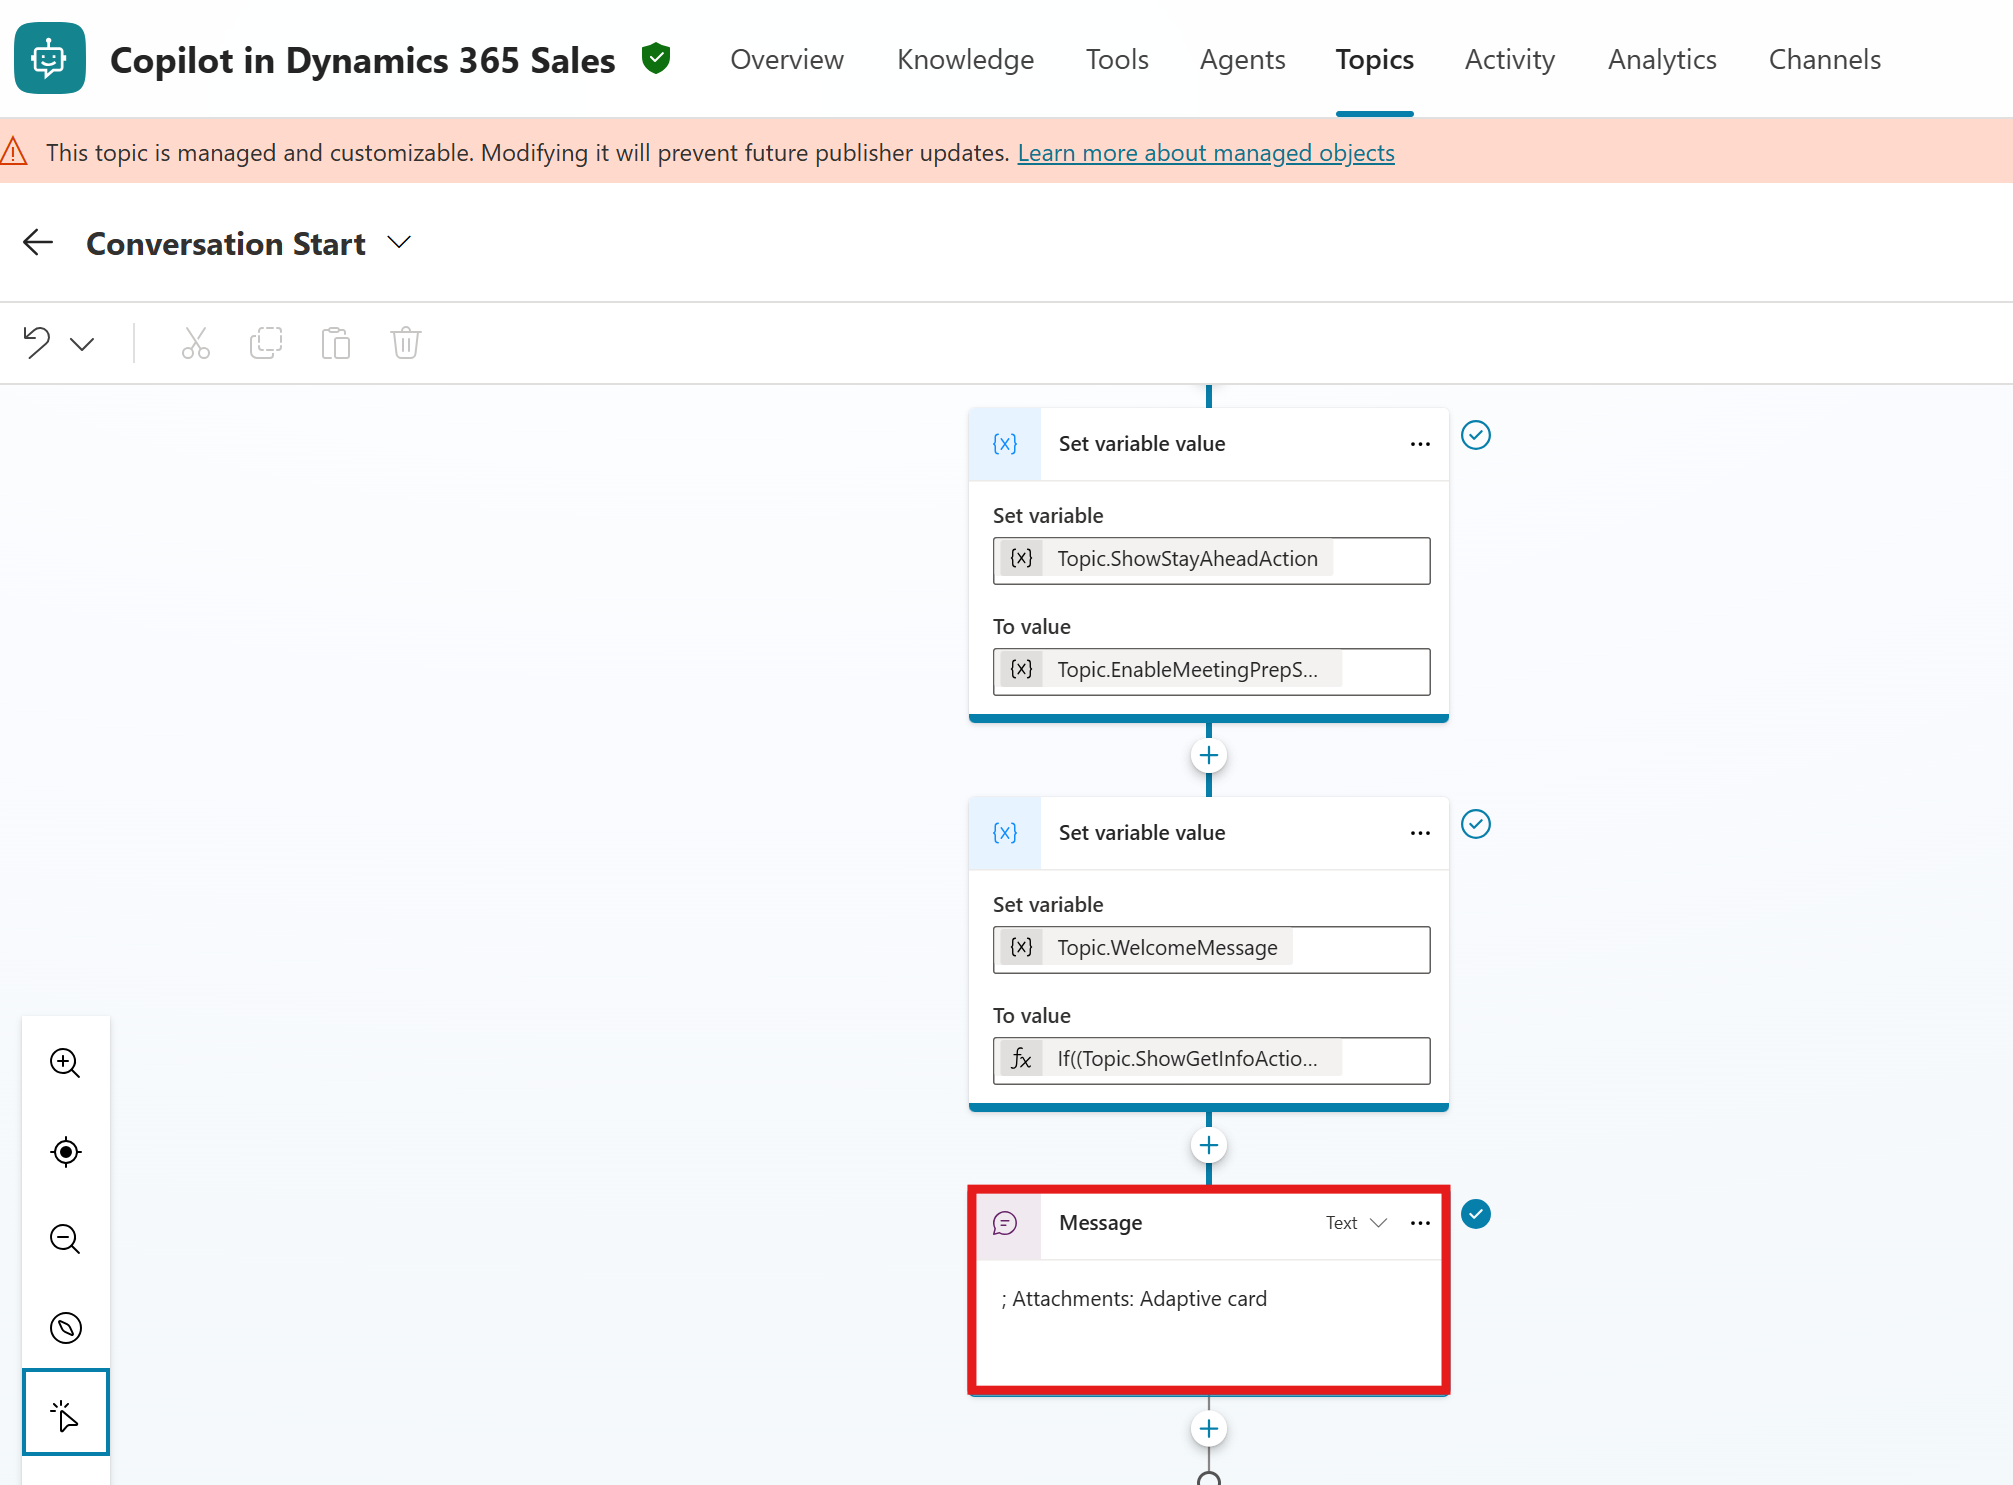 Copilot in Dynamics 365 Sales
Overview Knowledge Tools Agents Topics Activity Analytics Channels
This topic is managed and customizable. Modifying it will prevent future publisher updates. Learn more about managed objects
Conversation Start
{x} Set variable value ...
Set variable
{x} Topic.ShowStayAheadAction
To value
{x} Topic.EnableMeetingPrepS...
{x} Set variable value ...
Set variable
{x} Topic.WelcomeMessage
To value
fx If((Topic.ShowGetInfoActio...
Message Text ...
; Attachments: Adaptive card